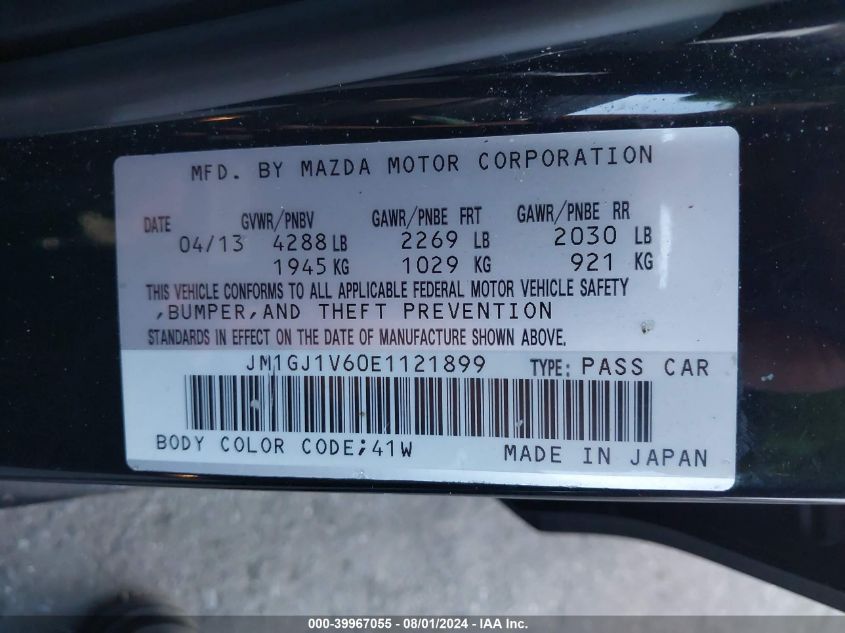 MFD. BY MAZDA MOTOR CORPORATION
DATE GVWR/PNBV GAWR/PNBE FRT GAWR/PNBE RR
04/13 4288 LB 2269 LB 2030 LB
1945 KG 1029 KG 921 KG
THIS VEHICLE CONFORMS TO ALL APPLICABLE FEDERAL MOTOR VEHICLE SAFETY
,BUMPER,AND THEFT PREVENTION
STANDARDS IN EFFECT ON THE DATE OF MANUFACTURE SHOWN ABOVE.
JM1GJ1V60E1121899 TYPE: PASS CAR
BODY COLOR CODE;41W MADE IN JAPAN
000-39967055 - 08/01/2024 - IAA Inc.